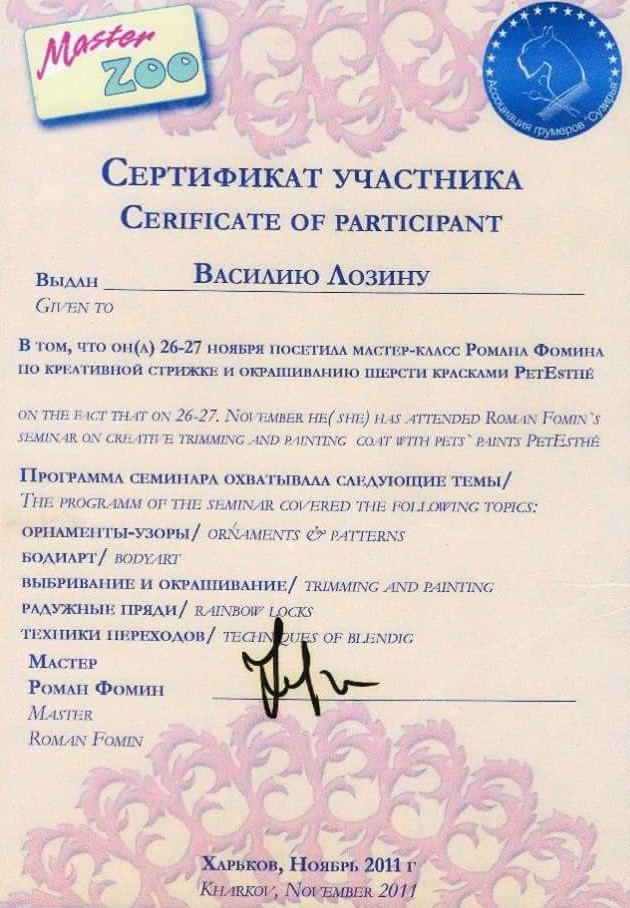 Master
ZOO
Ассоциация грумеров "Сузирья"
Сертификат участника
Cerificate of participant
Выдан Василию Лозину
Given to
В том, что он(а) 26-27 ноября посетила мастер-класс Романа Фомина
по креативной стрижке и окрашиванию шерсти красками PetEsthé
on the fact that on 26-27. November he( she) has attended Roman Fomin`s
seminar on creative trimming and painting coat with pets` paints PetEsthé
Программа семинара охватывала следующие темы/
The programm of the seminar covered the following topics:
орнаменты-узоры/ ornaments & patterns
бодиарт/ bodyart
выбривание и окрашивание/ trimming and painting
радужные пряди/ rainbow locks
техники переходов/ techniques of blendig
Мастер
Роман Фомин
Master
Roman Fomin
Харьков, Ноябрь 2011 г
Kharkov, November 2011